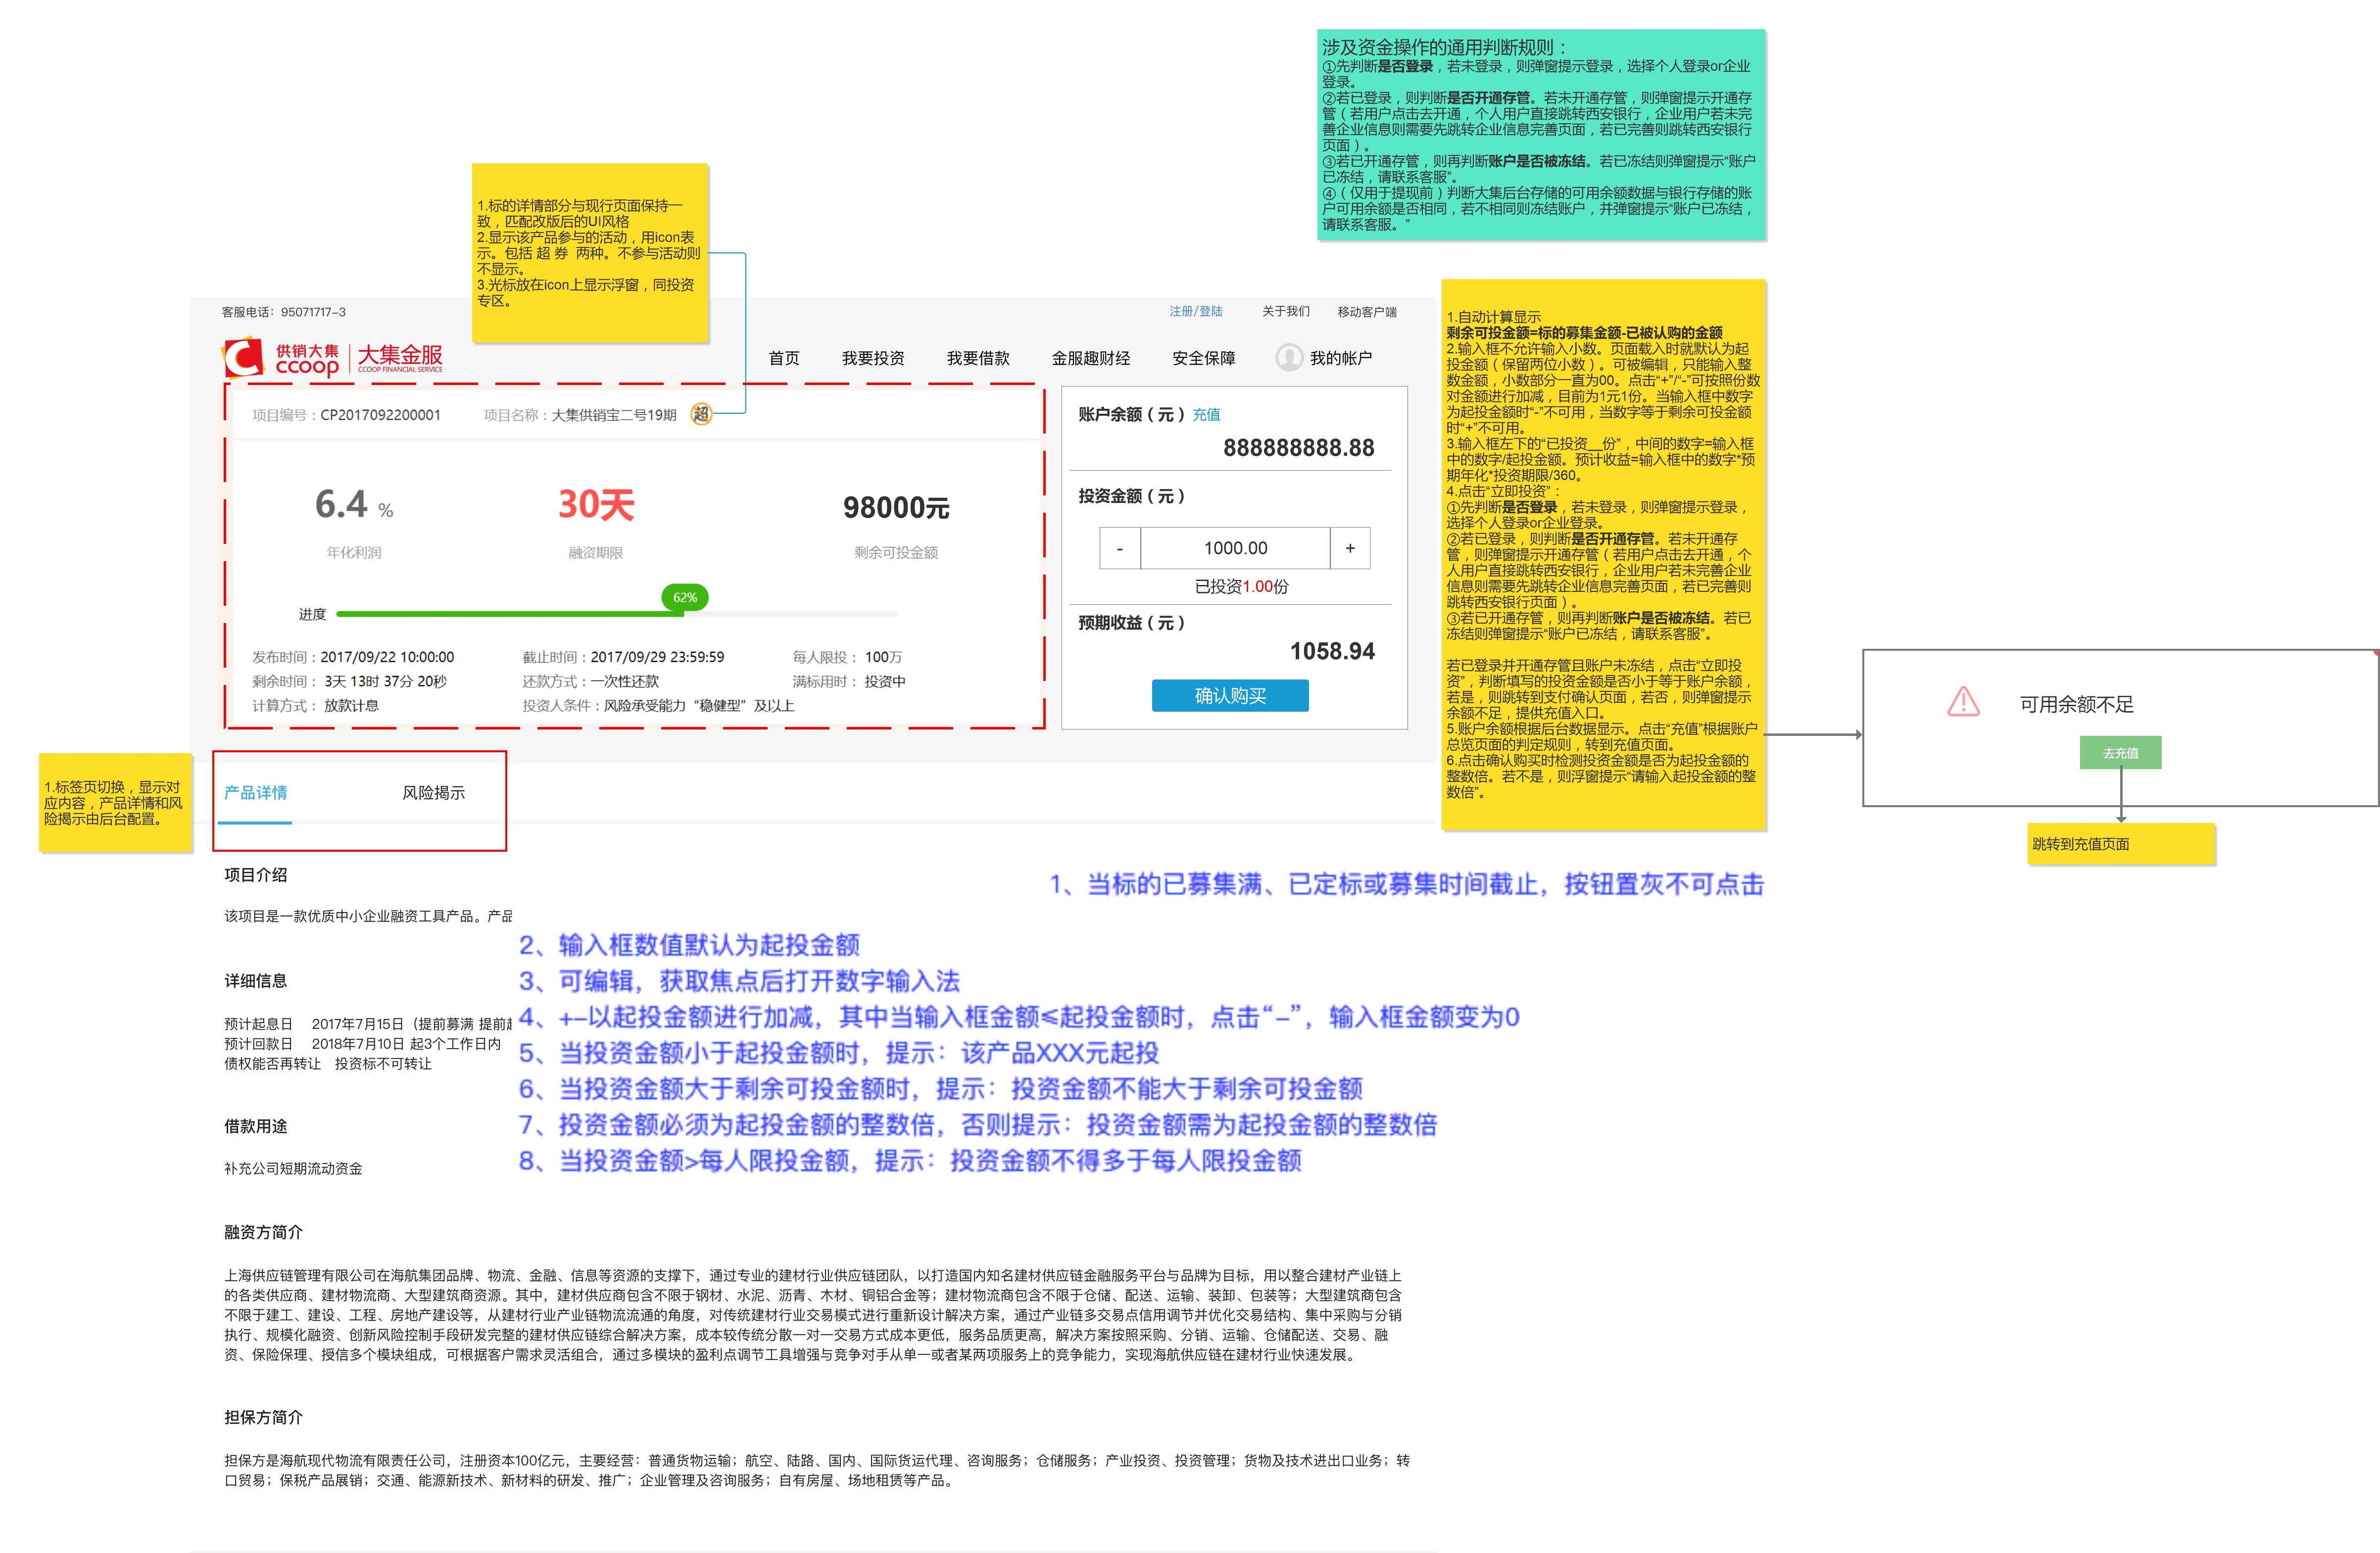 涉及资金操作的通用判断规则：
①先判断是否登录，若未登录，则弹窗提示登录，选择个人登录or企业
登录。
②若已登录，则判断是否开通存管。若未开通存管，则弹窗提示开通存
管（若用户点击去开通，个人用户直接跳转西安银行，企业用户若未完
善企业信息则需要先跳转企业信息完善页面，若已完善则跳转西安银行
页面）。
③若已开通存管，则再判断账户是否被冻结。若已冻结则弹窗提示“账户
已冻结，请联系客服”。
④（仅用于提现前）判断大集后台存储的可用余额数据与银行存储的账
户可用余额是否相同，若不相同则冻结账户，并弹窗提示“账户已冻结，
请联系客服。”
1.标的详情部分与现行页面保持一
致，匹配改版后的UI风格
2.显示该产品参与的活动，用icon表
示。包括 超 券 两种。不参与活动则
不显示。
3.光标放在icon上显示浮窗，同投资
专区。
客服电话：95071717-3
注册/登陆 关于我们 移动客户端
供销大集 ccoop 大集金服 CCOOP FINANCIAL SERVICE
首页 我要投资 我要借款 金服趣财经 安全保障 我的帐户
项目编号：CP2017092200001 项目名称：大集供销宝二号19期 超
6.4 % 30天 98000元
年化利润 融资期限 剩余可投金额
62%
进度
发布时间：2017/09/22 10:00:00 截止时间：2017/09/29 23:59:59 每人限投： 100万
剩余时间： 3天 13时 37分 20秒 还款方式：一次性还款 满标用时： 投资中
计算方式： 放款计息 投资人条件：风险承受能力 “稳健型” 及以上
账户余额（元）充值
888888888.88
投资金额（元）
- 1000.00 +
已投资1.00份
预期收益（元）
1058.94
确认购买
1.自动计算显示
剩余可投金额=标的募集金额-已被认购的金额
2.输入框不允许输入小数。页面载入时就默认为起
投金额（保留两位小数）。可被编辑，只能输入整
数金额，小数部分一直为00。点击“+”/“-”可按照份数
对金额进行加减，目前为1元1份。当输入框中数字
为起投金额时“-”不可用，当数字等于剩余可投金额
时“+”不可用。
3.输入框左下的“已投资__份”，中间的数字=输入框
中的数字/起投金额。预计收益=输入框中的数字*预
期年化*投资期限/360。
4.点击“立即投资”：
①先判断是否登录，若未登录，则弹窗提示登录，
选择个人登录or企业登录。
②若已登录，则判断是否开通存管。若未开通存
管，则弹窗提示开通存管（若用户点击去开通，个
人用户直接跳转西安银行，企业用户若未完善企业
信息则需要先跳转企业信息完善页面，若已完善则
跳转西安银行页面）。
③若已开通存管，则再判断账户是否被冻结。若已
冻结则弹窗提示“账户已冻结，请联系客服”。
若已登录并开通存管且账户未冻结，点击“立即投
资”，判断填写的投资金额是否小于等于账户余额，
若是，则跳转到支付确认页面，若否，则弹窗提示
余额不足，提供充值入口。
5.账户余额根据后台数据显示。点击“充值”根据账户
总览页面的判定规则，转到充值页面。
6.点击确认购买时检测投资金额是否为起投金额的
整数倍。若不是，则浮窗提示“请输入起投金额的整
数倍”。
可用余额不足
去充值
跳转到充值页面
1.标签页切换，显示对
应内容，产品详情和风
险揭示由后台配置。
产品详情 风险揭示
项目介绍
该项目是一款优质中小企业融资工具产品。产品
1、当标的已募集满、已定标或募集时间截止，按钮置灰不可点击
2、输入框数值默认为起投金额
3、可编辑，获取焦点后打开数字输入法
4、+-以起投金额进行加减，其中当输入框金额≤起投金额时，点击“-”，输入框金额变为0
5、当投资金额小于起投金额时，提示：该产品XXX元起投
6、当投资金额大于剩余可投金额时，提示：投资金额不能大于剩余可投金额
7、投资金额必须为起投金额的整数倍，否则提示：投资金额需为起投金额的整数倍
8、当投资金额>每人限投金额，提示：投资金额不得多于每人限投金额
详细信息
预计起息日 2017年7月15日（提前募满 提前
预计回款日 2018年7月10日 起3个工作日内
债权能否再转让 投资标不可转让
借款用途
补充公司短期流动资金
融资方简介
上海供应链管理有限公司在海航集团品牌、物流、金融、信息等资源的支撑下，通过专业的建材行业供应链团队，以打造国内知名建材供应链金融服务平台与品牌为目标，用以整合建材产业链上
的各类供应商、建材物流商、大型建筑商资源。其中，建材供应商包含不限于钢材、水泥、沥青、木材、铜铝合金等；建材物流商包含不限于仓储、配送、运输、装卸、包装等；大型建筑商包含
不限于建工、建设、工程、房地产建设等，从建材行业产业链物流流通的角度，对传统建材行业交易模式进行重新设计解决方案，通过产业链多交易点信用调节并优化交易结构、集中采购与分销
执行、规模化融资、创新风险控制手段研发完整的建材供应链综合解决方案，成本较传统分散一对一交易方式成本更低，服务品质更高，解决方案按照采购、分销、运输、仓储配送、交易、融
资、保险保理、授信多个模块组成，可根据客户需求灵活组合，通过多模块的盈利点调节工具增强与竞争对手从单一或者某两项服务上的竞争能力，实现海航供应链在建材行业快速发展。
担保方简介
担保方是海航现代物流有限责任公司，注册资本100亿元，主要经营：普通货物运输；航空、陆路、国内、国际货运代理、咨询服务；仓储服务；产业投资、投资管理；货物及技术进出口业务；转
口贸易；保税产品展销；交通、能源新技术、新材料的研发、推广；企业管理及咨询服务；自有房屋、场地租赁等产品。